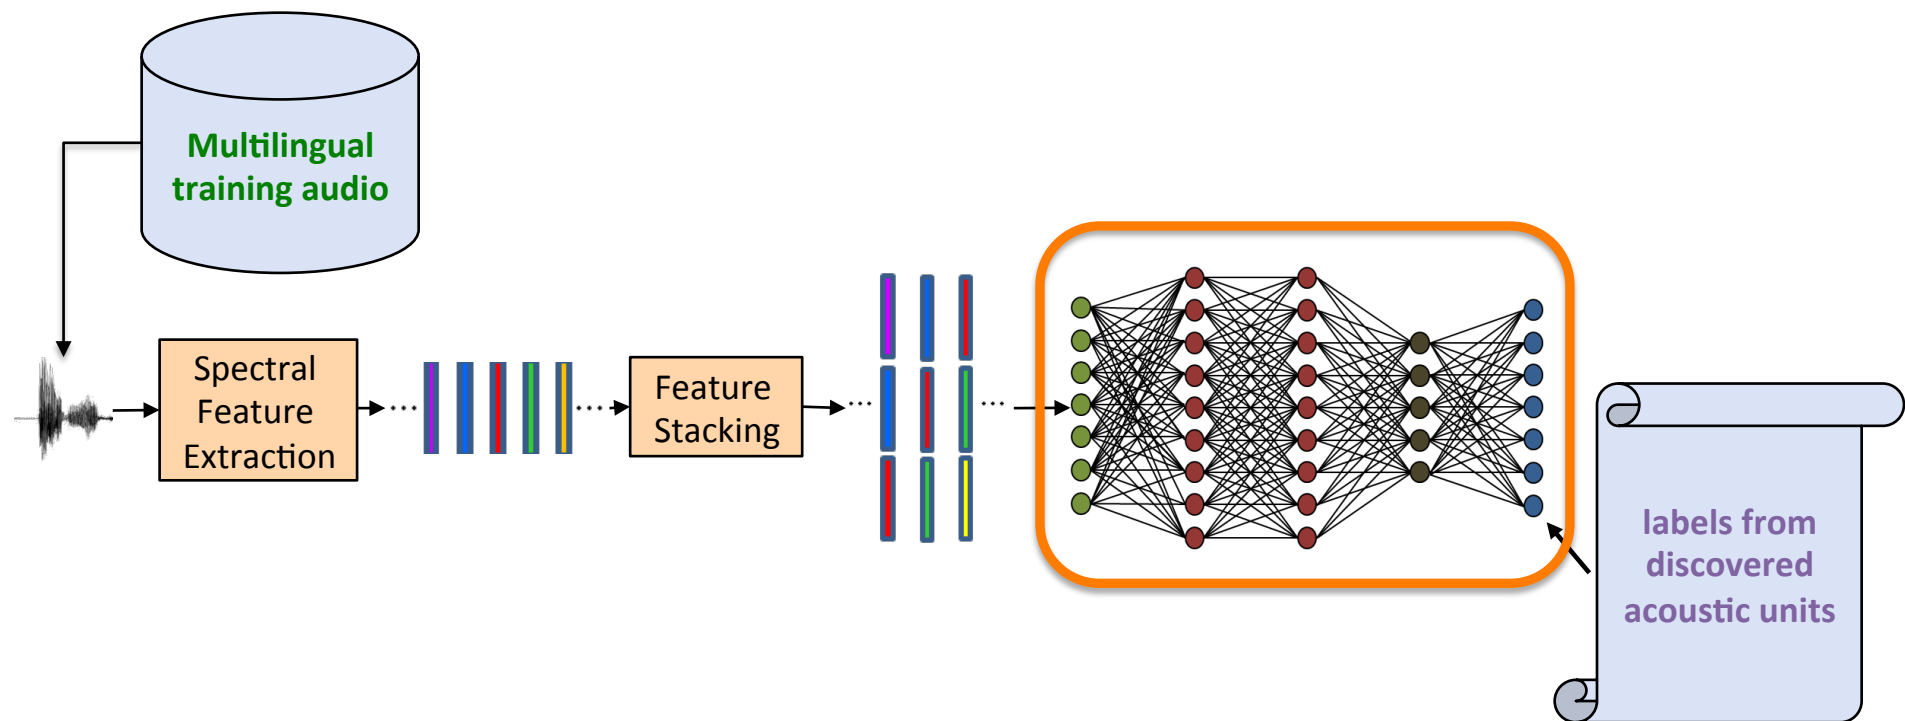 Multilingual
training audio
Spectral
Feature
Extraction
Feature
Stacking
labels from
discovered
acoustic units